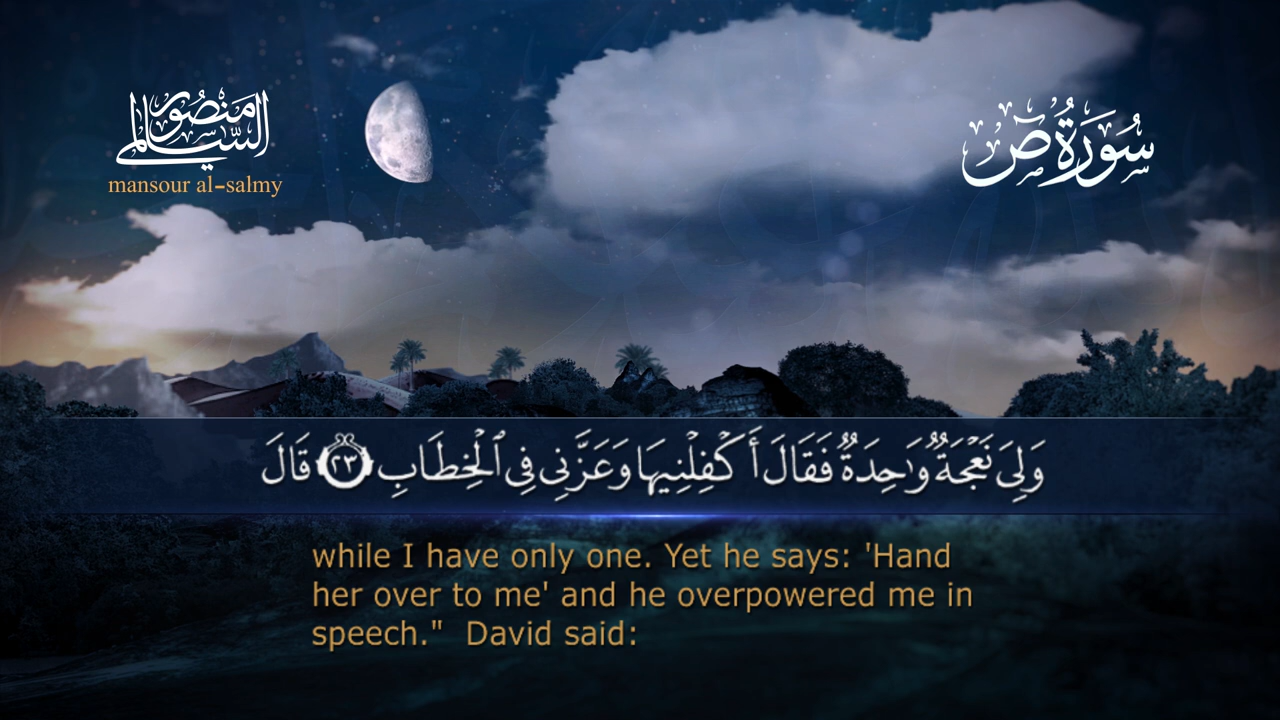 منصور السالمي
mansour al-salmy
سُورَةُ صٓ
وَلِيَ نَعۡجَةٞ وَٰحِدَةٞ فَقَالَ أَكۡفِلۡنِيهَا وَعَزَّنِي فِي ٱلۡخِطَابِ ٢٣ قَالَ
while I have only one. Yet he says: 'Hand
her over to me' and he overpowered me in
speech." David said: